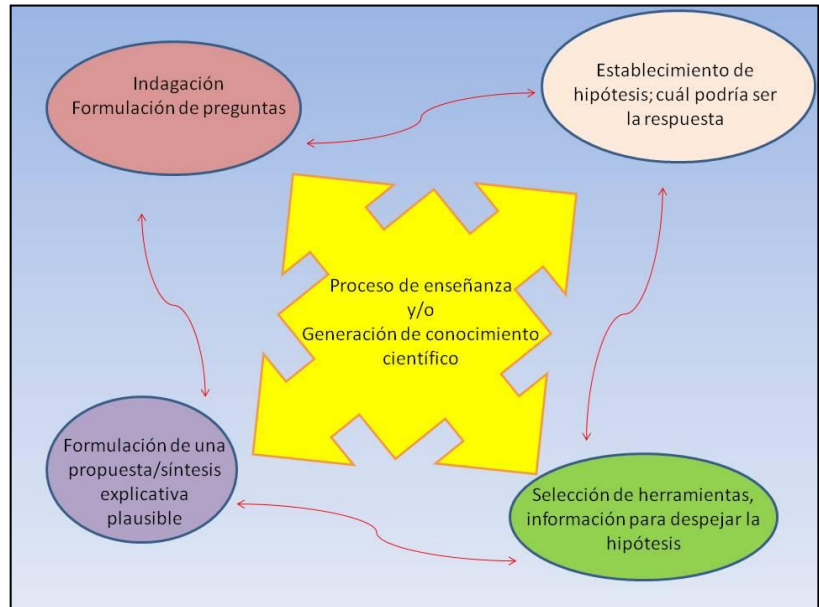 Indagación
Formulación de preguntas
Establecimiento de
hipótesis; cuál podría ser
la respuesta
Proceso de enseñanza
y/o
Generación de conocimiento
científico
Formulación de una
propuesta/síntesis
explicativa
plausible
Selección de herramientas,
información para despejar la
hipótesis